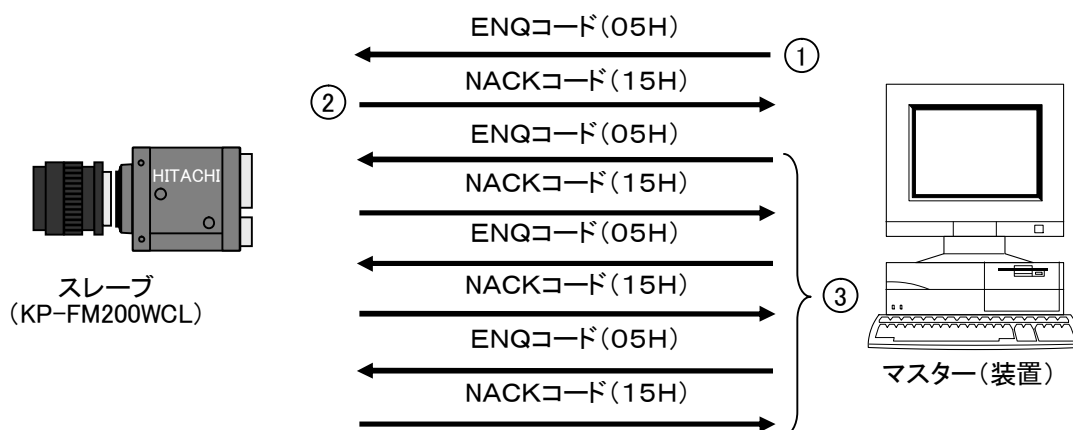 ENQコード(05H)
①
NACKコード(15H)
②
ENQコード(05H)
HITACHI
NACKコード(15H)
ENQコード(05H)
スレーブ
(KP-FM200WCL)
NACKコード(15H)
③
ENQコード(05H)
マスター(装置)
NACKコード(15H)